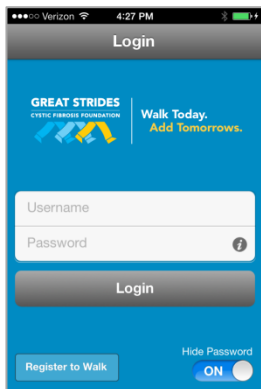 Verizon 4:27 PM
Login
GREAT STRIDES
CYSTIC FIBROSIS FOUNDATION
Walk Today.
Add Tomorrows.
Username
Password
Login
Hide Password
Register to Walk
ON